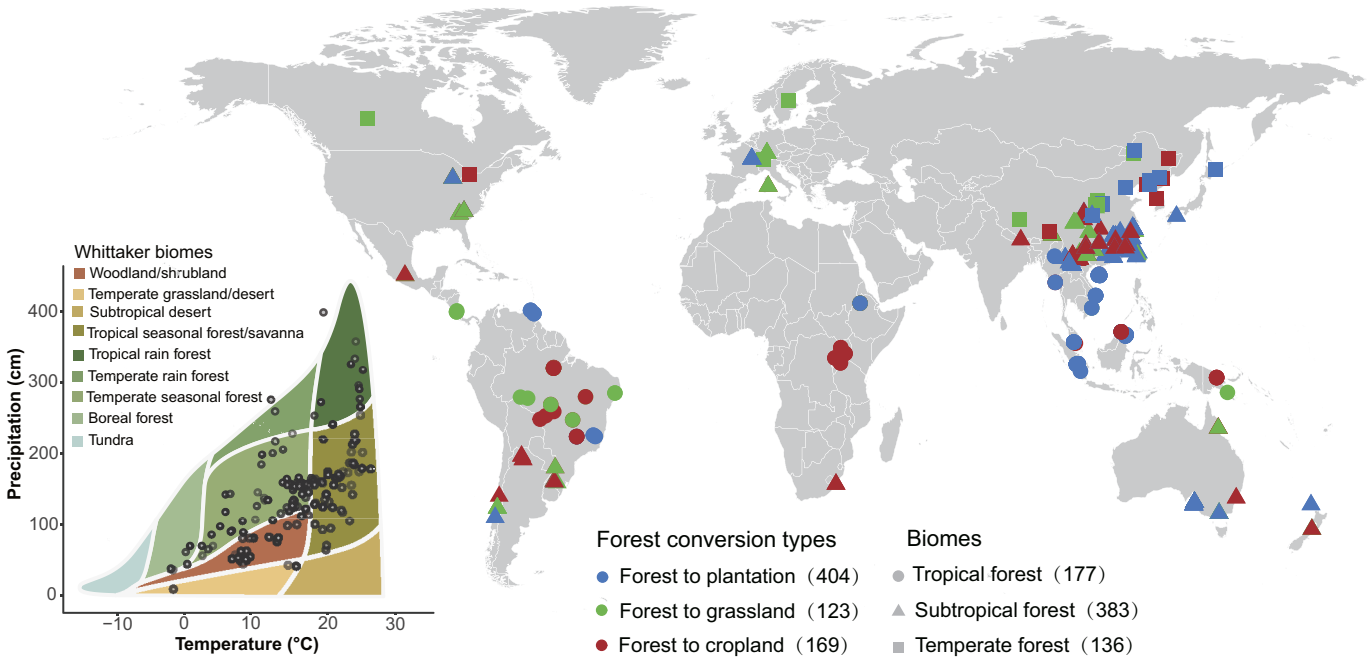 Whittaker biomes
Woodland/shrubland
Temperate grassland/desert
Subtropical desert
Tropical seasonal forest/savanna
Tropical rain forest
Temperate rain forest
Temperate seasonal forest
Boreal forest
Tundra
Precipitation (cm)
400
300
200
100
0
−10 0 10 20 30
Temperature (°C)
Forest conversion types
Forest to plantation（404）
Forest to grassland（123）
Forest to cropland（169）
Biomes
Tropical forest（177）
Subtropical forest（383）
Temperate forest（136）